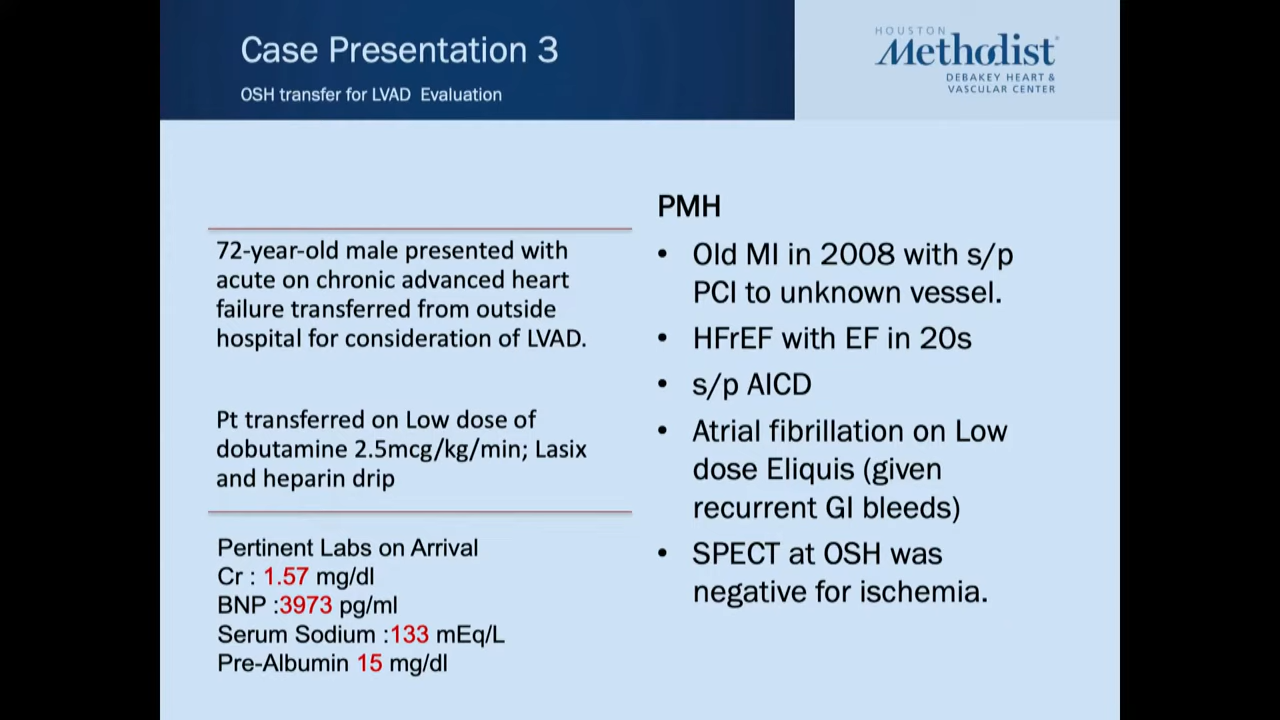 Case Presentation 3
OSH transfer for LVAD Evaluation
HOUSTON
Methodist
DEBAKEY HEART &
VASCULAR CENTER
72-year-old male presented with
acute on chronic advanced heart
failure transferred from outside
hospital for consideration of LVAD.
Pt transferred on Low dose of
dobutamine 2.5mcg/kg/min; Lasix
and heparin drip
Pertinent Labs on Arrival
Cr : 1.57 mg/dl
BNP :3973 pg/ml
Serum Sodium :133 mEq/L
Pre-Albumin 15 mg/dl
PMH
• Old MI in 2008 with s/p
PCI to unknown vessel.
• HFrEF with EF in 20s
• s/p AICD
• Atrial fibrillation on Low
dose Eliquis (given
recurrent GI bleeds)
• SPECT at OSH was
negative for ischemia.